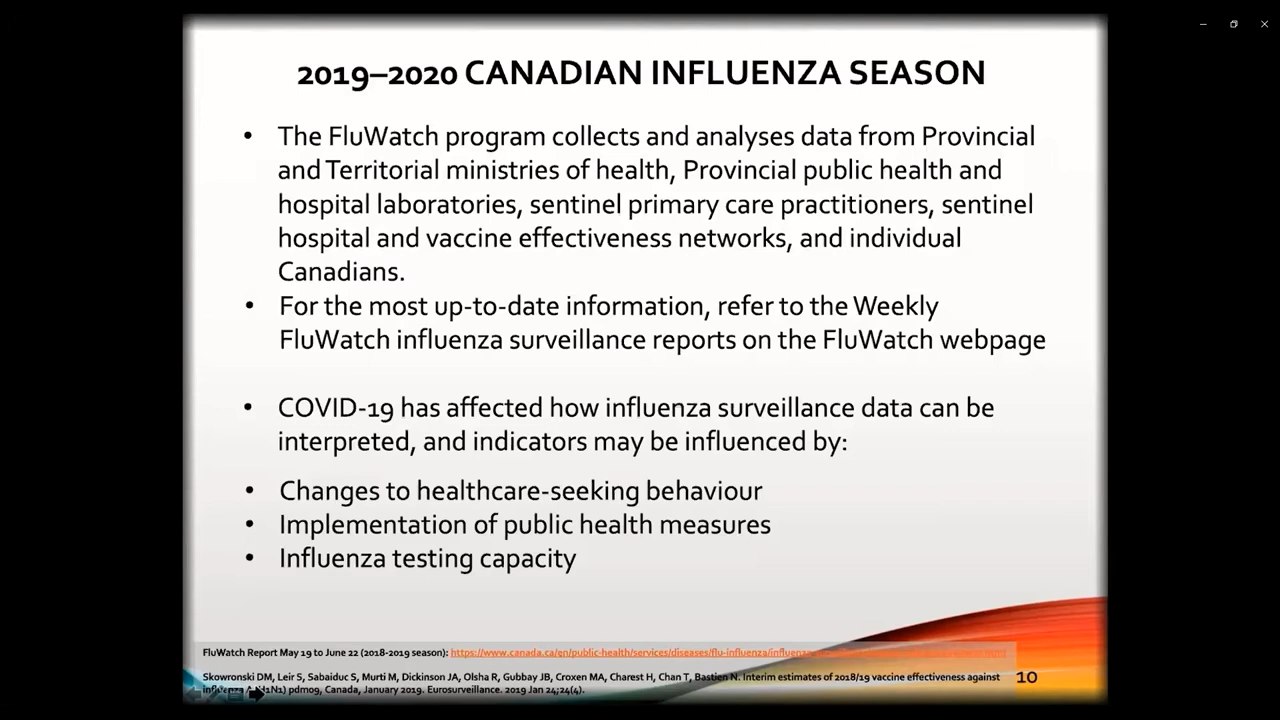 2019–2020 CANADIAN INFLUENZA SEASON
• The FluWatch program collects and analyses data from Provincial
and Territorial ministries of health, Provincial public health and
hospital laboratories, sentinel primary care practitioners, sentinel
hospital and vaccine effectiveness networks, and individual
Canadians.
• For the most up-to-date information, refer to the Weekly
FluWatch influenza surveillance reports on the FluWatch webpage
• COVID-19 has affected how influenza surveillance data can be
interpreted, and indicators may be influenced by:
• Changes to healthcare-seeking behaviour
• Implementation of public health measures
• Influenza testing capacity
FluWatch Report May 19 to June 22 (2018-2019 season): https://www.canada.ca/en/public-health/services/diseases/flu-influenza/influenza
Skowronski DM, Leir S, Sabaiduc S, Murti M, Dickinson JA, Olsha R, Gubbay JB, Croxen MA, Charest H, Chan T, Bastien N. Interim estimates of 2018/19 vaccine effectiveness against
pdm09, Canada, January 2019. Eurosurveillance. 2019 Jan 24;24(4).
10